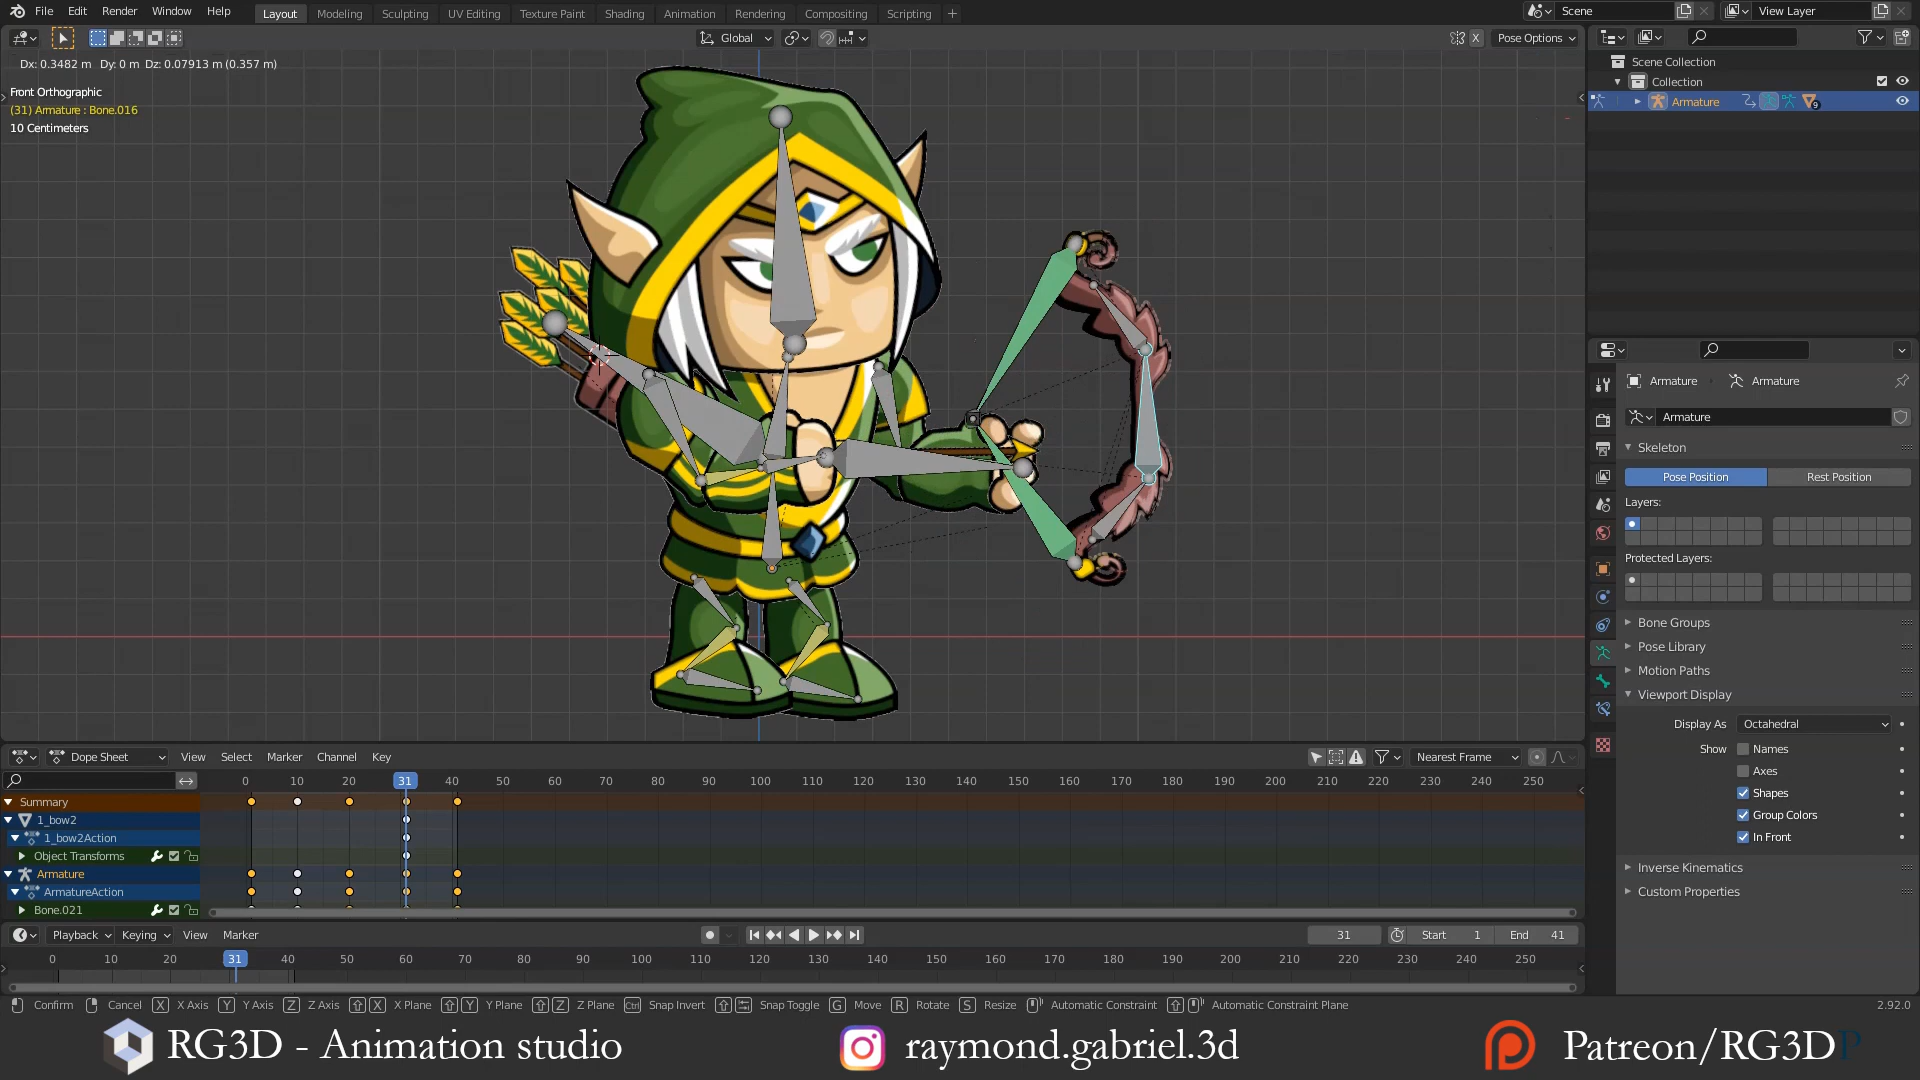 File Edit Render Window Help Layout Modeling Sculpting UV Editing Texture Paint Shading Animation Rendering Compositing Scripting + Scene View Layer
Global X Pose Options
Dx: 0.3482 m Dy: 0 m Dz: 0.07913 m (0.357 m)
Front Orthographic
(31) Armature : Bone.016
10 Centimeters
Scene Collection
Collection
Armature 9
Armature Armature
Armature
Skeleton
Pose Position Rest Position
Layers:
Protected Layers:
Bone Groups
Pose Library
Motion Paths
Viewport Display
Display As Octahedral
Show Names
Axes
Shapes
Group Colors
In Front
Inverse Kinematics
Custom Properties
Dope Sheet View Select Marker Channel Key Nearest Frame
0 10 20 31 40 50 60 70 80 90 100 110 120 130 140 150 160 170 180 190 200 210 220 230 240 250
Summary
1_bow2
1_bow2Action
Object Transforms
Armature
ArmatureAction
Bone.021
Playback Keying View Marker 31 Start 1 End 41
0 10 20 31 40 50 60 70 80 90 100 110 120 130 140 150 160 170 180 190 200 210 220 230 240 250
Confirm Cancel X X Axis Y Y Axis Z Z Axis X X Plane Y Y Plane Z Z Plane Ctrl Snap Invert Snap Toggle G Move R Rotate S Resize Automatic Constraint Automatic Constraint Plane 2.92.0
RG3D - Animation studio raymond.gabriel.3d Patreon/RG3DP